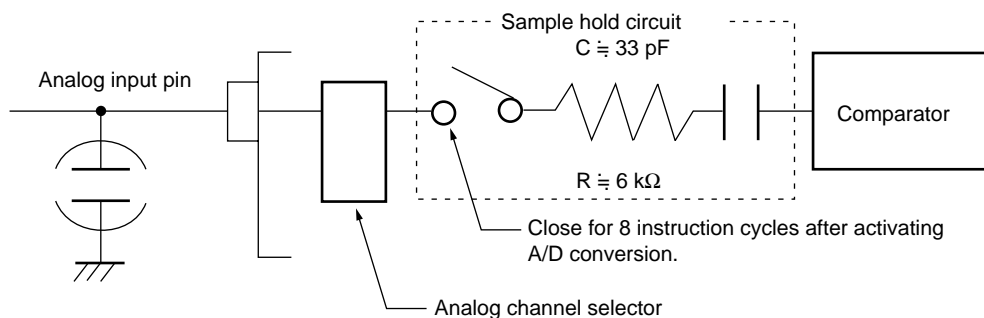 Sample hold circuit
C ≒ 33 pF
Analog input pin
Comparator
R ≒ 6 kΩ
Close for 8 instruction cycles after activating
A/D conversion.
Analog channel selector